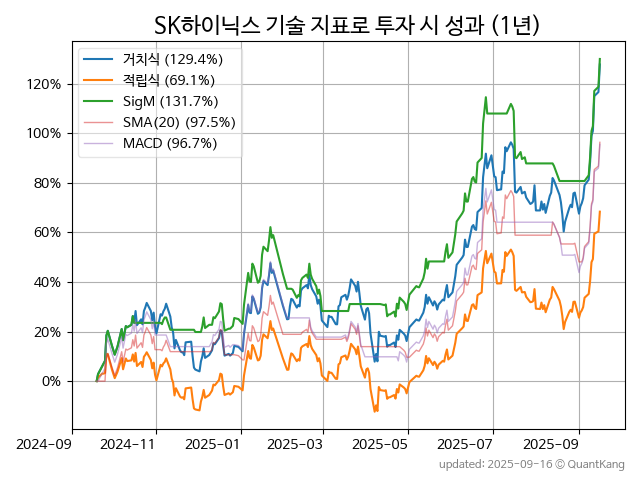 SK하이닉스 기술 지표로 투자 시 성과 (1년)
거치식 (129.4%)
적립식 (69.1%)
SigM (131.7%)
SMA(20) (97.5%)
MACD (96.7%)
120%
100%
80%
60%
40%
20%
0%
2024-09 2024-11 2025-01 2025-03 2025-05 2025-07 2025-09
updated: 2025-09-16 © QuantKang